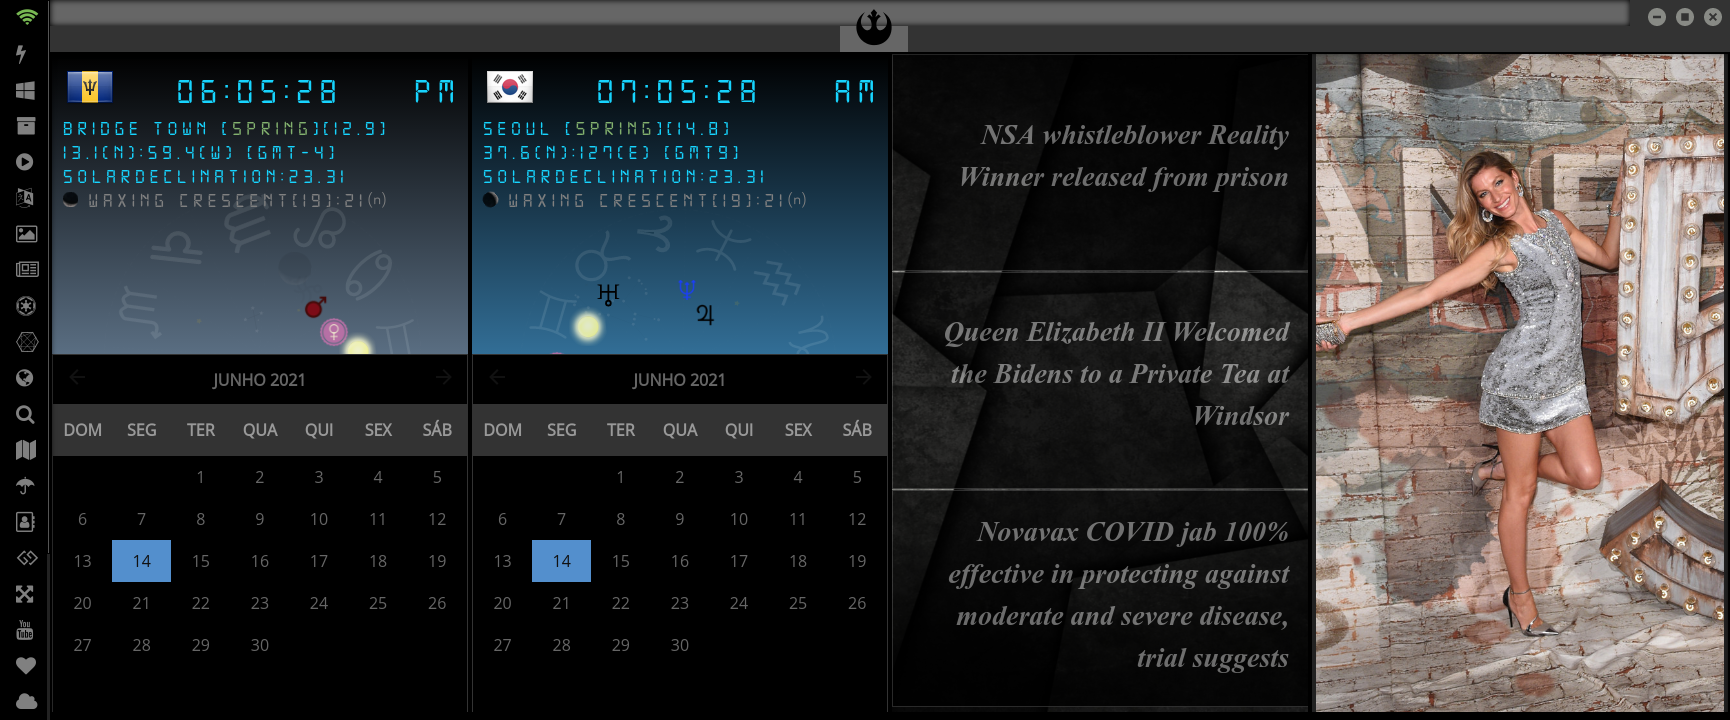 06:05:28 PM
BRIDGE TOWN [SPRING][12.9]
13.1(N):59.4(W) [GMT-4]
SOLARDECLINATION:23.31
WAXING CRESCENT[19]:21(n)
JUNHO 2021
DOM SEG TER QUA QUI SEX SÁB
1 2 3 4 5
6 7 8 9 10 11 12
13 14 15 16 17 18 19
20 21 22 23 24 25 26
27 28 29 30
07:05:28 AM
SEOUL [SPRING][14.8]
37.6(N):127(E) [GMT9]
SOLARDECLINATION:23.31
WAXING CRESCENT[19]:21(n)
JUNHO 2021
DOM SEG TER QUA QUI SEX SÁB
1 2 3 4 5
6 7 8 9 10 11 12
13 14 15 16 17 18 19
20 21 22 23 24 25 26
27 28 29 30
NSA whistleblower Reality
Winner released from prison
Queen Elizabeth II Welcomed
the Bidens to a Private Tea at
Windsor
Novavax COVID jab 100%
effective in protecting against
moderate and severe disease,
trial suggests
You
Tube